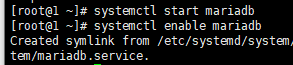 [root@1 ~]# systemctl start mariadb
[root@1 ~]# systemctl enable mariadb
Created symlink from /etc/systemd/system/
tem/mariadb.service.